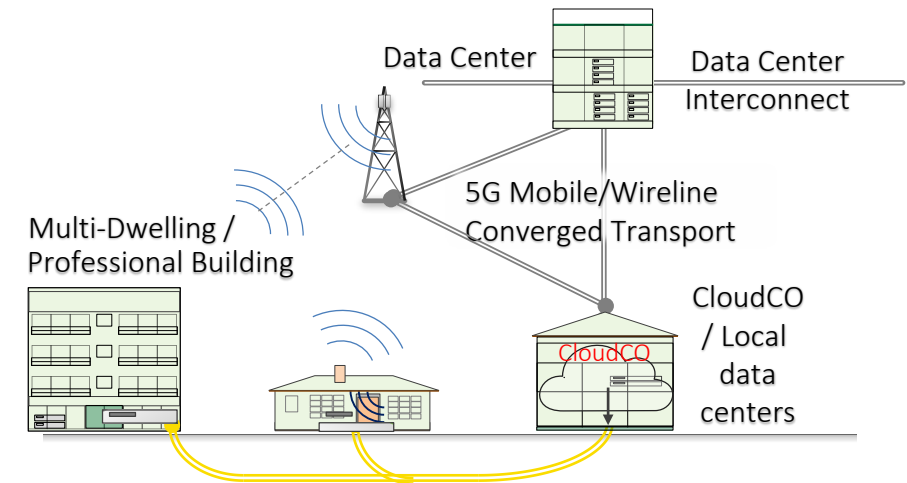 Data Center
Data Center
Interconnect
5G Mobile/Wireline
Converged Transport
Multi-Dwelling /
Professional Building
CloudCO
/ Local
data
centers
CloudCO